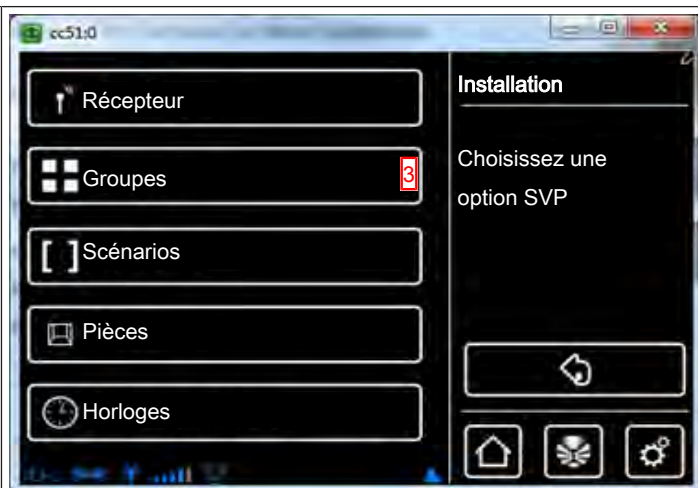 cc51:0
Récepteur
Groupes
3
Scénarios
Pièces
Horloges
Installation
Choisissez une
option SVP